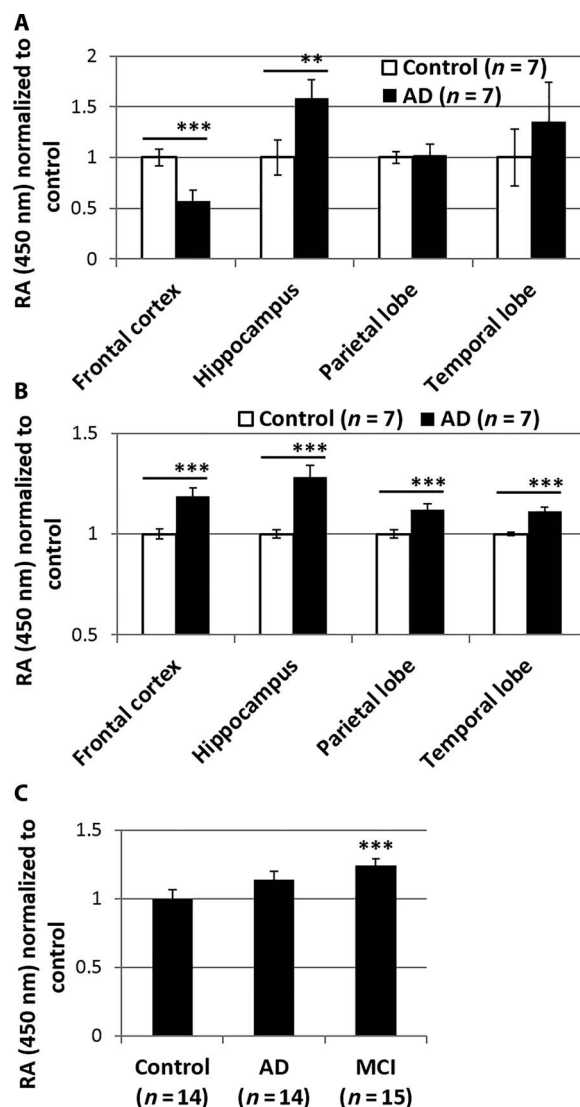 A
RA (450 nm) normalized to
control
2
1.5
1
0.5
0
Control (n = 7)
AD (n = 7)
***
**
Frontal cortex
Hippocampus
Parietal lobe
Temporal lobe
B
RA (450 nm) normalized to
control
Control (n = 7) AD (n = 7)
1.5
1
0.5
***
***
***
***
Frontal cortex
Hippocampus
Parietal lobe
Temporal lobe
C
RA (450 nm) normalized to
control
1.5
1
0.5
0
***
Control AD MCI
(n = 14) (n = 14) (n = 15)